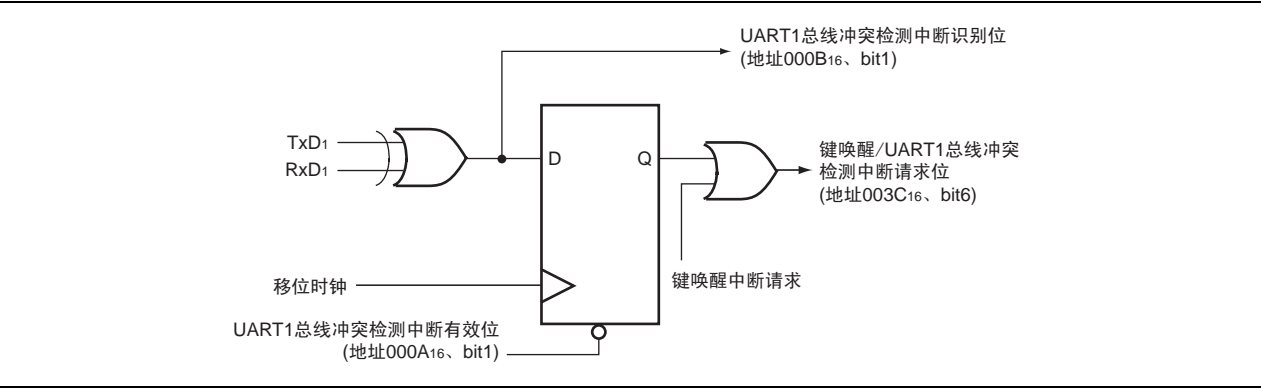 UART1总线冲突检测中断识别位
(地址000B16、bit1)
TxD1
RxD1
D
Q
键唤醒/UART1总线冲突
检测中断请求位
(地址003C16、bit6)
移位时钟
键唤醒中断请求
UART1总线冲突检测中断有效位
(地址000A16、bit1)